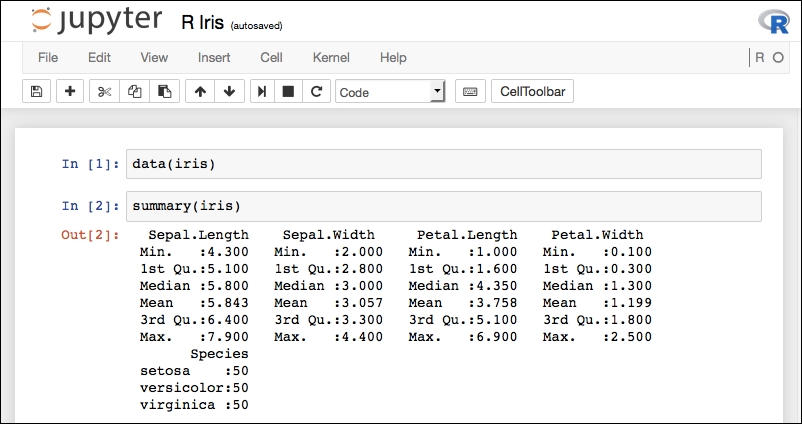 jupyter R Iris (autosaved) R
File Edit View Insert Cell Kernel Help R
Code CellToolbar
In [1]: data(iris)
In [2]: summary(iris)
Out[2]: Sepal.Length Sepal.Width Petal.Length Petal.Width
Min. :4.300 Min. :2.000 Min. :1.000 Min. :0.100
1st Qu.:5.100 1st Qu.:2.800 1st Qu.:1.600 1st Qu.:0.300
Median :5.800 Median :3.000 Median :4.350 Median :1.300
Mean :5.843 Mean :3.057 Mean :3.758 Mean :1.199
3rd Qu.:6.400 3rd Qu.:3.300 3rd Qu.:5.100 3rd Qu.:1.800
Max. :7.900 Max. :4.400 Max. :6.900 Max. :2.500
Species
setosa :50
versicolor:50
virginica :50